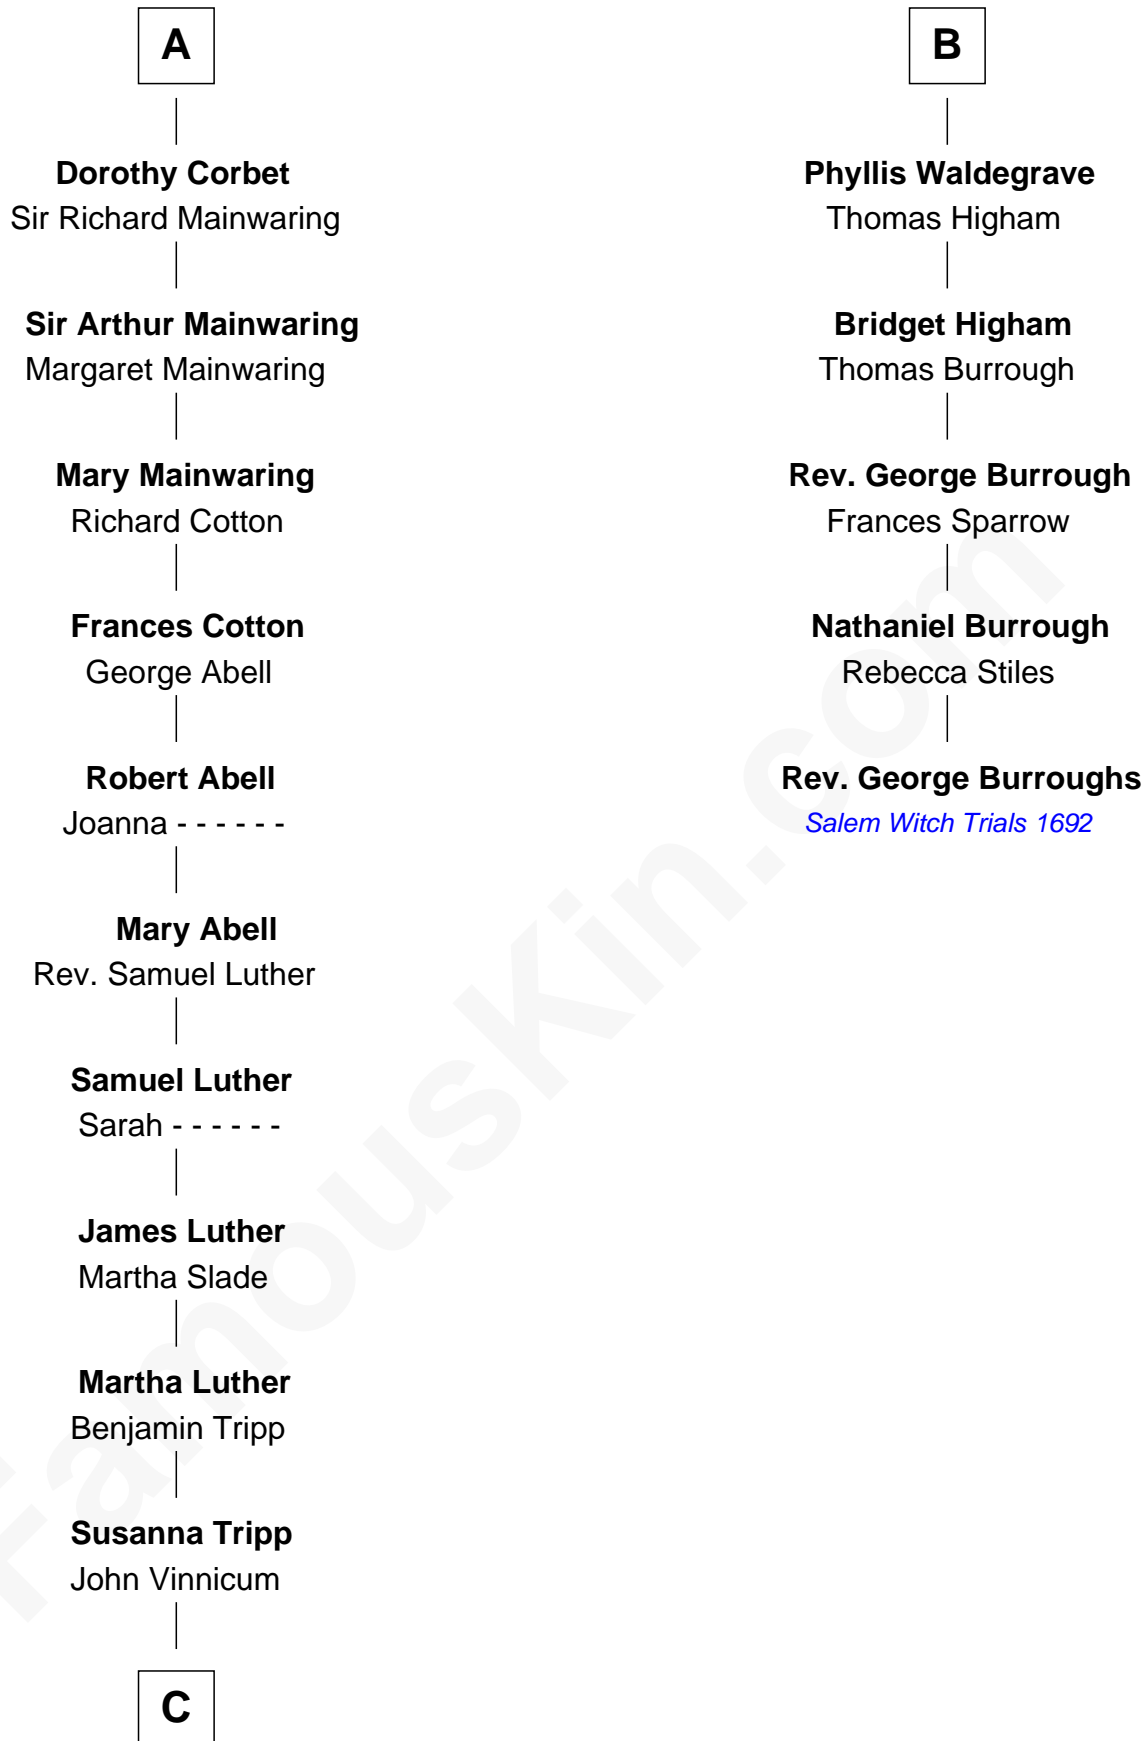 A
Dorothy Corbet
Sir Richard Mainwaring
Sir Arthur Mainwaring
Margaret Mainwaring
Mary Mainwaring
Richard Cotton
Frances Cotton
George Abell
Robert Abell
Joanna - - - - - -
Mary Abell
Rev. Samuel Luther
Samuel Luther
Sarah - - - - - -
James Luther
Martha Slade
Martha Luther
Benjamin Tripp
Susanna Tripp
John Vinnicum
C
B
Phyllis Waldegrave
Thomas Higham
Bridget Higham
Thomas Burrough
Rev. George Burrough
Frances Sparrow
Nathaniel Burrough
Rebecca Stiles
Rev. George Burroughs
Salem Witch Trials 1692
FamousKin.com